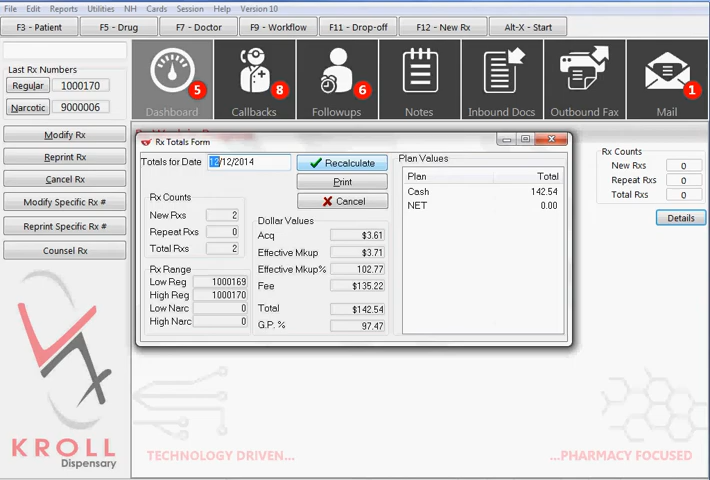 File Edit Reports Utilities NH Cards Session Help Version 10
F3 - Patient F5 - Drug F7 - Doctor F9 - Workflow F11 - Drop-off F12 - New Rx Alt-X - Start
Last Rx Numbers
Regular 1000170
Narcotic 9000006
Modify Rx
Reprint Rx
Cancel Rx
Modify Specific Rx #
Reprint Specific Rx #
Counsel Rx
5 8 6 1
Dashboard Callbacks Followups Notes Inbound Docs Outbound Fax Mail
Rx Totals Form
Totals for Date 12/12/2014
Recalculate
Print
Cancel
Rx Counts
New Rxs 2
Repeat Rxs 0
Total Rxs 2
Rx Range
Low Reg 1000169
High Reg 1000170
Low Narc 0
High Narc 0
Dollar Values
Acq $3.61
Effective Mkup $3.71
Effective Mkup% 102.77
Fee $135.22
Total $142.54
G.P. % 97.47
Plan Values
Plan Total
Cash 142.54
NET 0.00
Rx Counts
New Rxs 0
Repeat Rxs 0
Total Rxs 0
Details
KROLL
Dispensary
TECHNOLOGY DRIVEN...
...PHARMACY FOCUSED